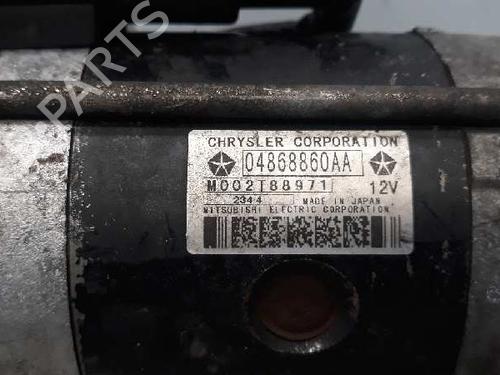 CHRYSLER CORPORATION
04868860AA
M002T88971 12V
2344 MADE IN JAPAN
MITSUBISHI ELECTRIC CORPORATION
PARTS